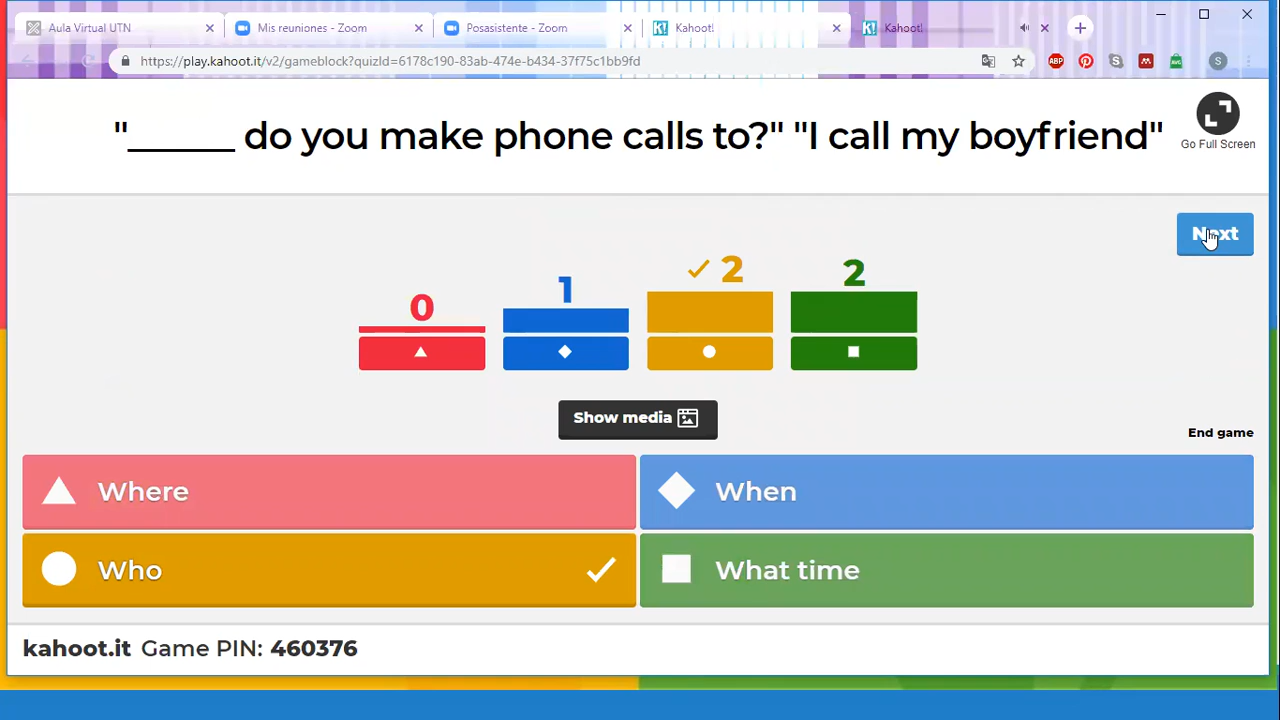 Aula Virtual UTN
Mis reuniones - Zoom
Posasistente - Zoom
Kahoot!
Kahoot!
https://play.kahoot.it/v2/gameblock?quizId=6178c190-83ab-474e-b434-37f75c1bb9fd
ABP
S
"______ do you make phone calls to?" "I call my boyfriend"
Go Full Screen
Next
0
1
2
2
Show media
End game
Where
When
Who
What time
kahoot.it Game PIN: 460376